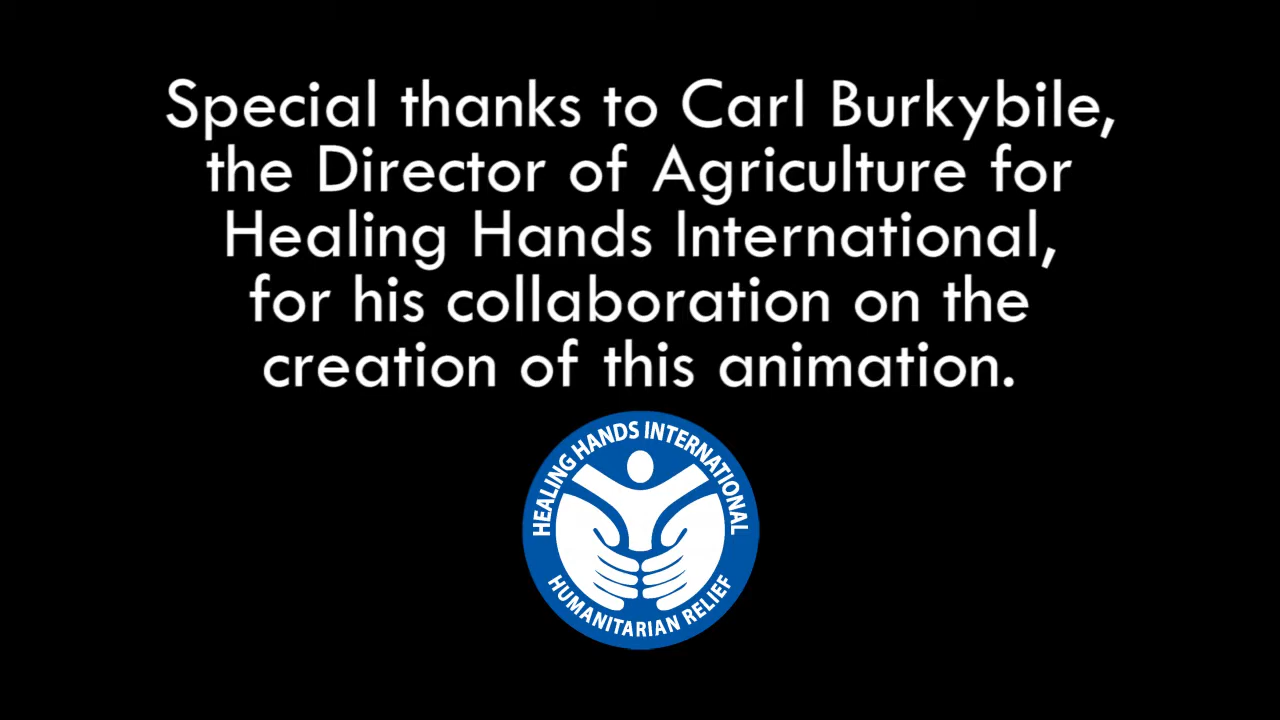 Special thanks to Carl Burkybile,
the Director of Agriculture for
Healing Hands International,
for his collaboration on the
creation of this animation.
HEALING HANDS INTERNATIONAL
HUMANITARIAN RELIEF